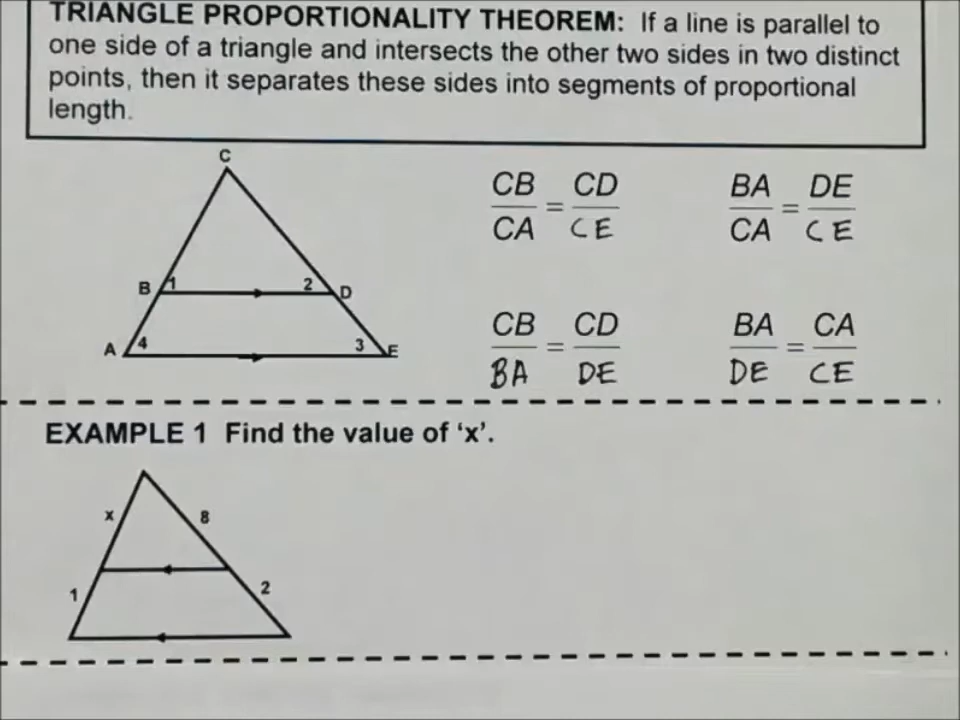 TRIANGLE PROPORTIONALITY THEOREM: If a line is parallel to
one side of a triangle and intersects the other two sides in two distinct
points, then it separates these sides into segments of proportional
length.
C
B 1 2 D
A 4 3 E
CB/CA = CD/CE
BA/CA = DE/CE
CB/BA = CD/DE
BA/DE = CA/CE
EXAMPLE 1 Find the value of ‘x’.
x 8
1 2